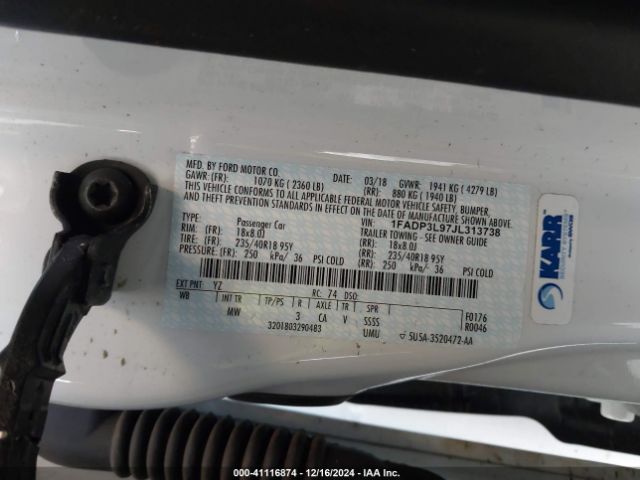 MFD. BY FORD MOTOR CO.
DATE: 03/18 GVWR: 1941 KG ( 4279 LB)
GAWR: (FR): 1070 KG ( 2360 LB) (RR): 880 KG ( 1940 LB)
THIS VEHICLE CONFORMS TO ALL APPLICABLE FEDERAL MOTOR VEHICLE SAFETY, BUMPER,
AND THEFT PREVENTION STANDARDS IN EFFECT ON THE DATE OF MANUFACTURE SHOWN ABOVE.
VIN: 1FADP3L97JL313738
TYPE: Passenger Car TRAILER TOWING - SEE OWNER GUIDE
RIM: (FR): 18x8.0J (RR): 18x8.0J
TIRES: (FR): 235/40R18 95Y (RR): 235/40R18 95Y
PRESSURE: (FR): 250 kPa/ 36 PSI COLD (RR): 250 kPa/ 36 PSI COLD
EXT PNT: YZ RC: 74 DSO: F0176
WB INT TR TP/PS R AXLE TR SPR R0046
MW 3 CA V SSSS
3201803290483 UMU 5U5A-3520472-AA
KARR
SECURITY SYSTEMS
000-41116874 | 12/16/2024 | IAA Inc.